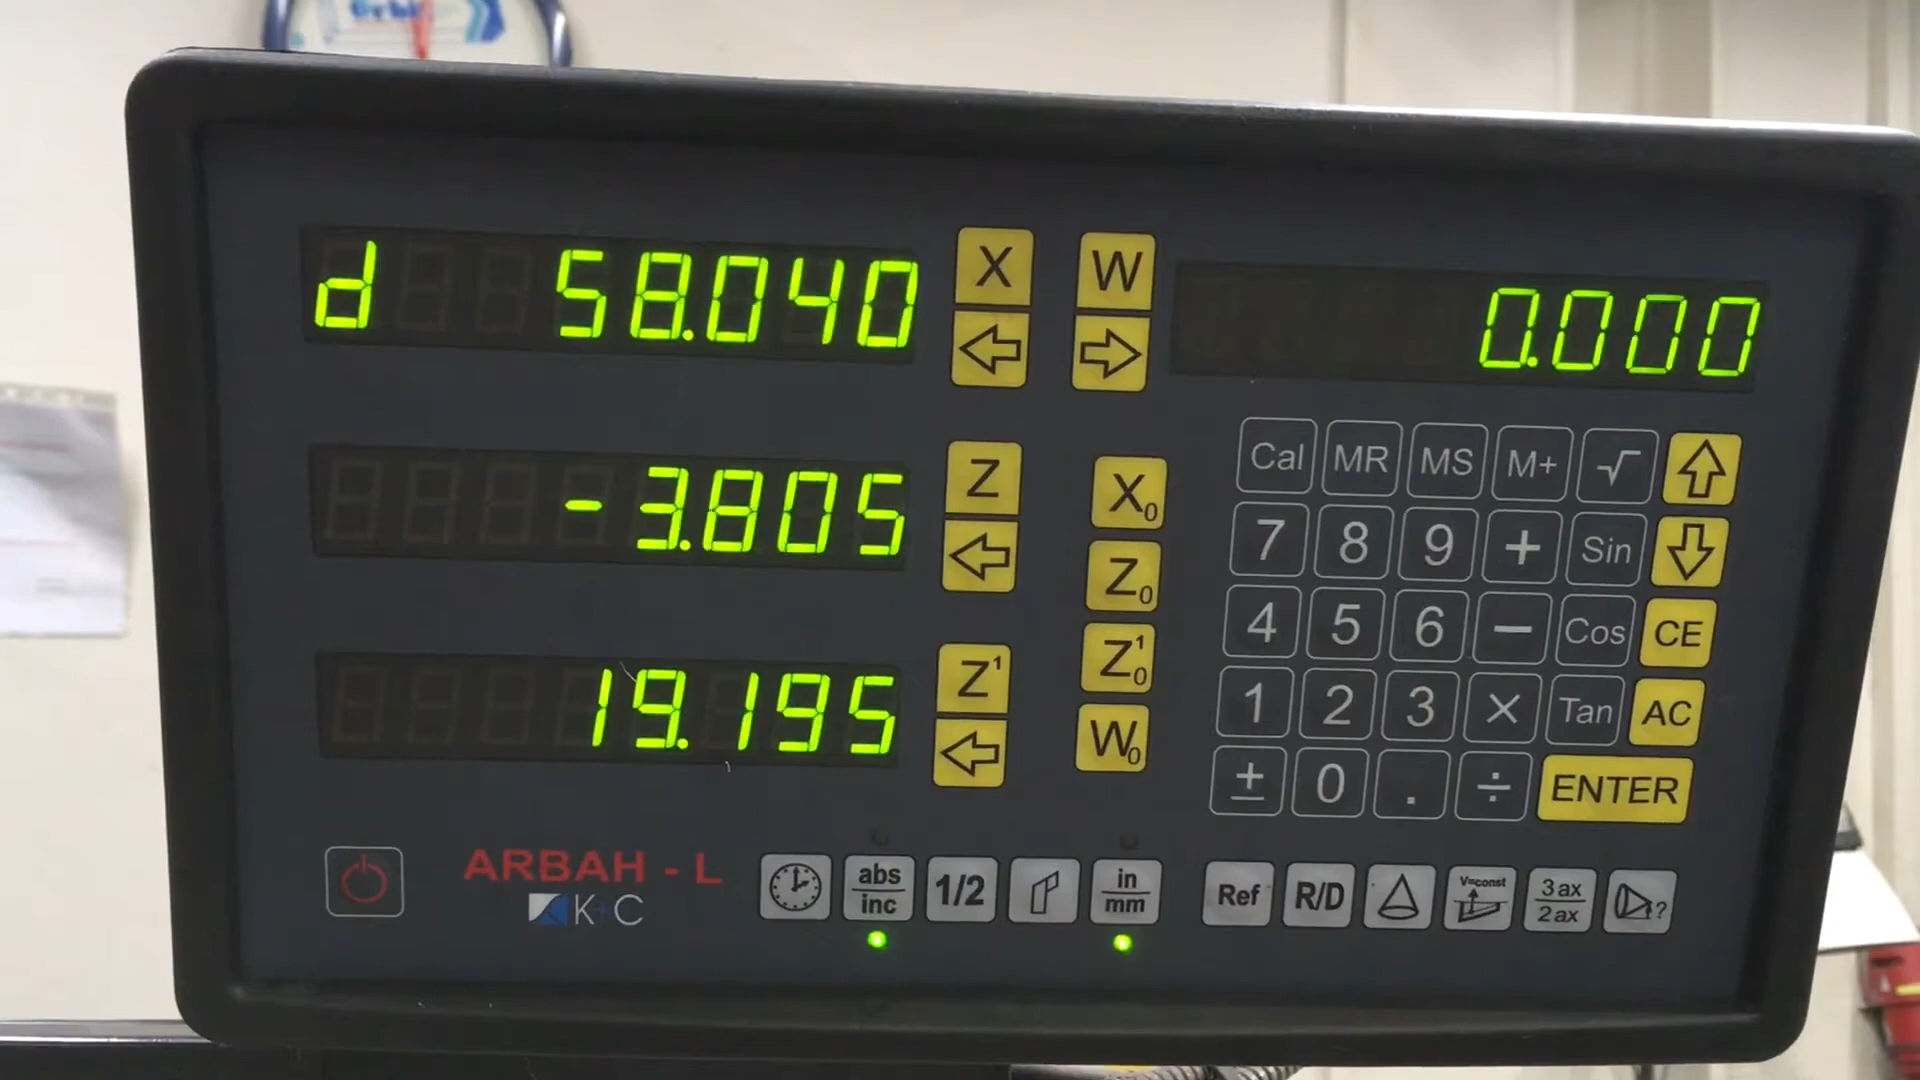 Orbi
d 58.040
X
W
0.000
-3.805
Z
X0
19.195
Z1
Z0
Z10
W0
Cal MR MS M+ √
7 8 9 + Sin
4 5 6 − Cos CE
1 2 3 × Tan AC
± 0 . ÷ ENTER
ARBAH - L
K+C
abs
inc
1/2
in
mm
Ref
R/D
V=const
3 ax
2 ax
?